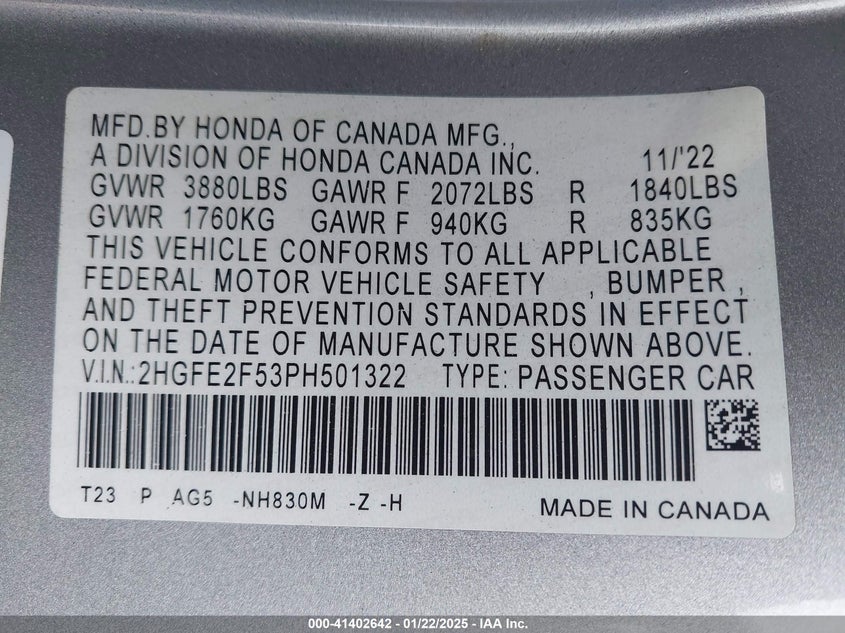 MFD.BY HONDA OF CANADA MFG.,
A DIVISION OF HONDA CANADA INC. 11/'22
GVWR 3880LBS GAWR F 2072LBS R 1840LBS
GVWR 1760KG GAWR F 940KG R 835KG
THIS VEHICLE CONFORMS TO ALL APPLICABLE
FEDERAL MOTOR VEHICLE SAFETY , BUMPER ,
AND THEFT PREVENTION STANDARDS IN EFFECT
ON THE DATE OF MANUFACTURE SHOWN ABOVE.
V.I.N.:2HGFE2F53PH501322 TYPE: PASSENGER CAR
T23 P AG5 -NH830M -Z -H MADE IN CANADA
000-41402642 - 01/22/2025 - IAA Inc.